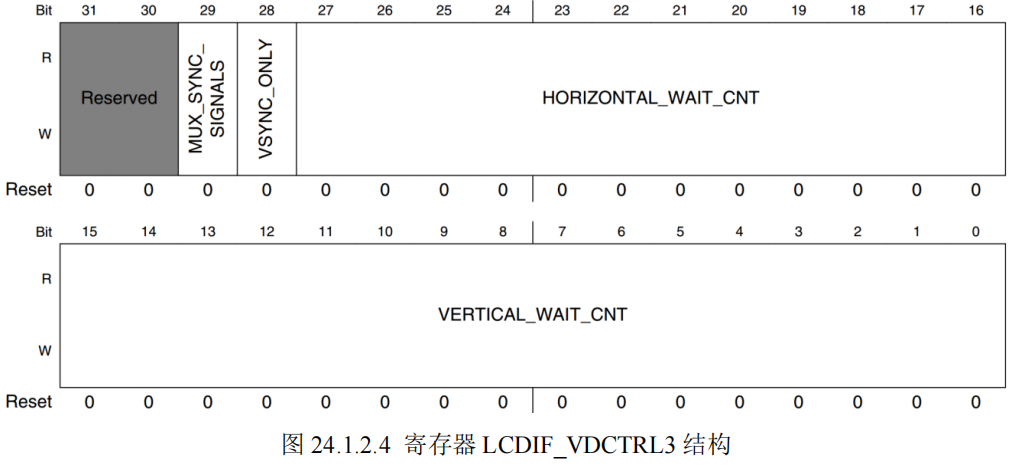 Bit 31 30 29 28 27 26 25 24 23 22 21 20 19 18 17 16
R
W
Reserved
MUX_SYNC_
SIGNALS
VSYNC_ONLY
HORIZONTAL_WAIT_CNT
Reset 0 0 0 0 0 0 0 0 0 0 0 0 0 0 0 0
Bit 15 14 13 12 11 10 9 8 7 6 5 4 3 2 1 0
R
W
VERTICAL_WAIT_CNT
Reset 0 0 0 0 0 0 0 0 0 0 0 0 0 0 0 0
图 24.1.2.4 寄存器 LCDIF_VDCTRL3 结构